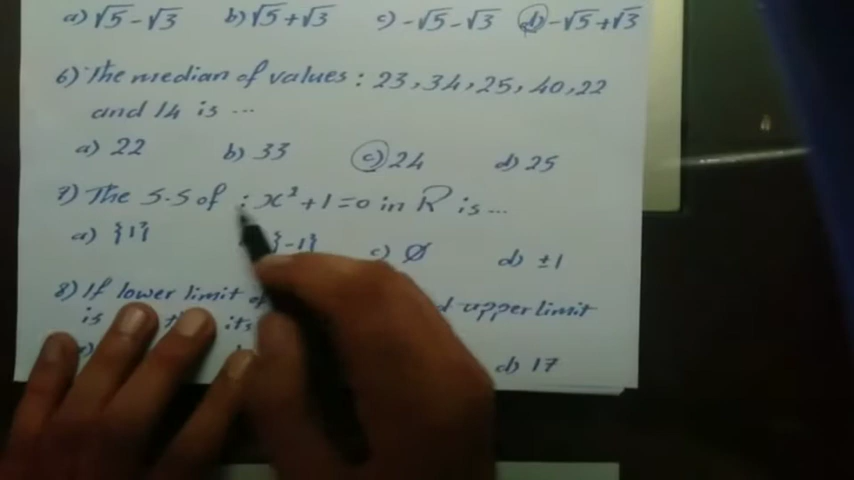 a) √5 - √3 b) √5 + √3 c) -√5 - √3 d) -√5 + √3
6) The median of values : 23, 34, 25, 40, 22
and 14 is ...
a) 22 b) 33 c) 24 d) 25
7) The S.S of : x² + 1 = 0 in R is ...
a) {1} {-1} c) ∅ d) ±1
8) If lower limit of upper limit
is its
d) 17